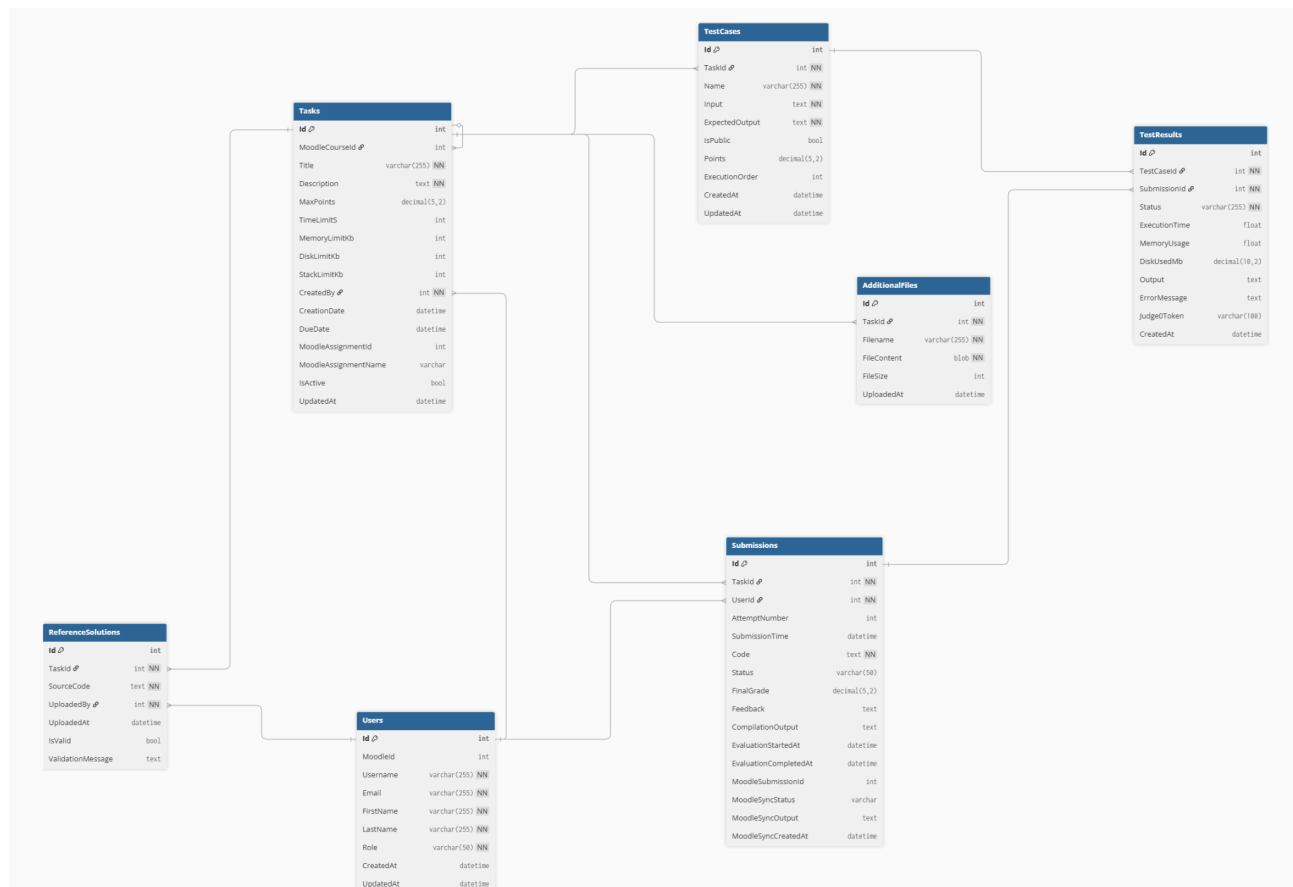 TestCases
Id int
TaskId int NN
Name varchar(255) NN
Input text NN
ExpectedOutput text NN
IsPublic bool
Points decimal(5,2)
ExecutionOrder int
CreatedAt datetime
UpdatedAt datetime
Tasks
Id int
MoodleCourseId int
Title varchar(255) NN
Description text NN
MaxPoints decimal(5,2)
TimeLimitS int
MemoryLimitKb int
DiskLimitKb int
StackLimitKb int
CreatedBy int NN
CreationDate datetime
DueDate datetime
MoodleAssignmentId int
MoodleAssignmentName varchar
IsActive bool
UpdatedAt datetime
TestResults
Id int
TestCaseId int NN
SubmissionId int NN
Status varchar(255) NN
ExecutionTime float
MemoryUsage float
DiskUsedMb decimal(10,2)
Output text
ErrorMessage text
Judge0Token varchar(100)
CreatedAt datetime
AdditionalFiles
Id int
TaskId int NN
Filename varchar(255) NN
FileContent blob NN
FileSize int
UploadedAt datetime
Submissions
Id int
TaskId int NN
UserId int NN
AttemptNumber int
SubmissionTime datetime
Code text NN
Status varchar(50)
FinalGrade decimal(5,2)
Feedback text
CompilationOutput text
EvaluationStartedAt datetime
EvaluationCompletedAt datetime
MoodleSubmissionId int
MoodleSyncStatus varchar
MoodleSyncOutput text
MoodleSyncCreatedAt datetime
ReferenceSolutions
Id int
TaskId int NN
SourceCode text NN
UploadedBy int NN
UploadedAt datetime
IsValid bool
ValidationMessage text
Users
Id int
MoodleId int
Username varchar(255) NN
Email varchar(255) NN
FirstName varchar(255) NN
LastName varchar(255) NN
Role varchar(50) NN
CreatedAt datetime
UpdatedAt datetime